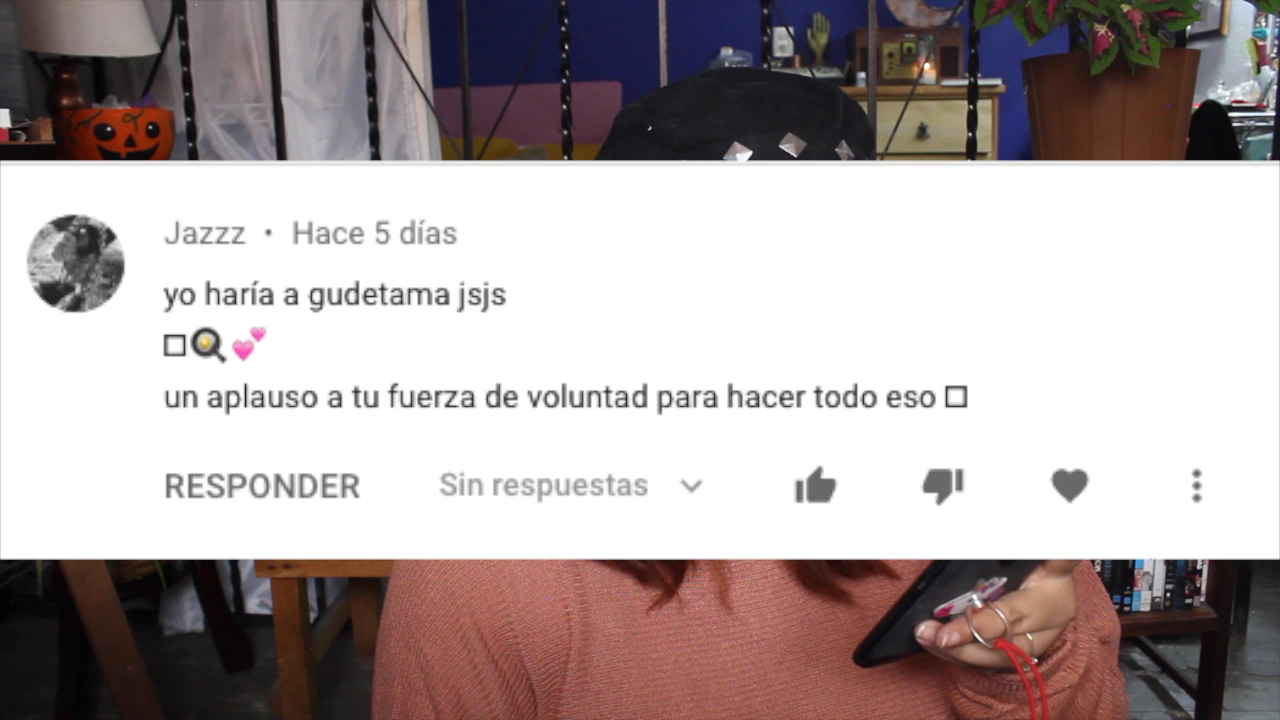 Jazzz • Hace 5 días
yo haría a gudetama jsjs
□🍳💕
un aplauso a tu fuerza de voluntad para hacer todo eso □
RESPONDER Sin respuestas